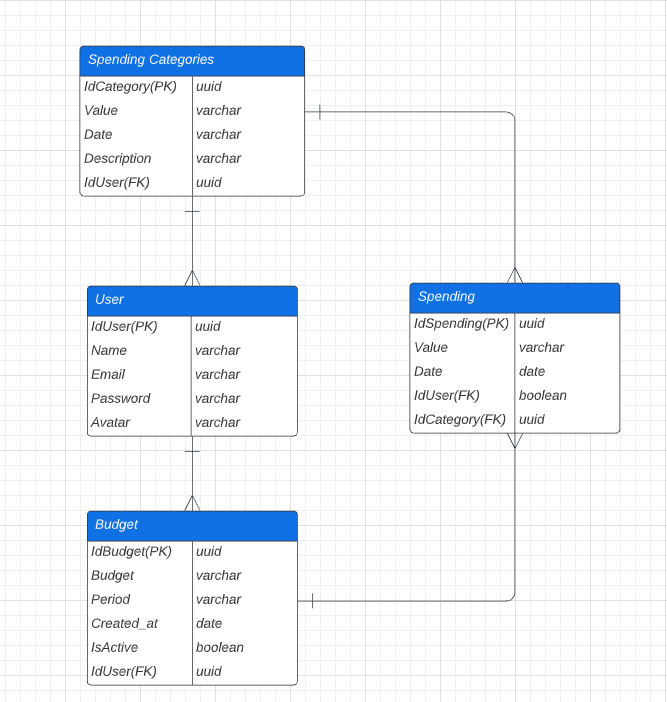 Spending Categories
IdCategory(PK) uuid
Value varchar
Date varchar
Description varchar
IdUser(FK) uuid
User
IdUser(PK) uuid
Name varchar
Email varchar
Password varchar
Avatar varchar
Spending
IdSpending(PK) uuid
Value varchar
Date date
IdUser(FK) boolean
IdCategory(FK) uuid
Budget
IdBudget(PK) uuid
Budget varchar
Period varchar
Created_at date
IsActive boolean
IdUser(FK) uuid